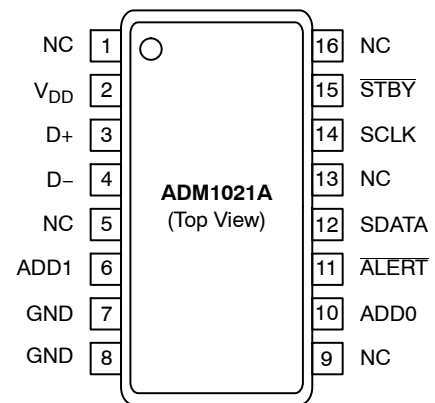 NC 1 16 NC
VDD 2 15 STBY
D+ 3 14 SCLK
D− 4 ADM1021A 13 NC
NC 5 (Top View) 12 SDATA
ADD1 6 11 ALERT
GND 7 10 ADD0
GND 8 9 NC